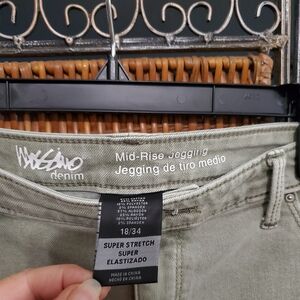 Mossimo
denim
Mid-Rise Jegging
Jegging de tiro medio
18/34
SUPER STRETCH
SUPER
ELASTIZADO
MADE IN CHINA
HECHO EN CHINA